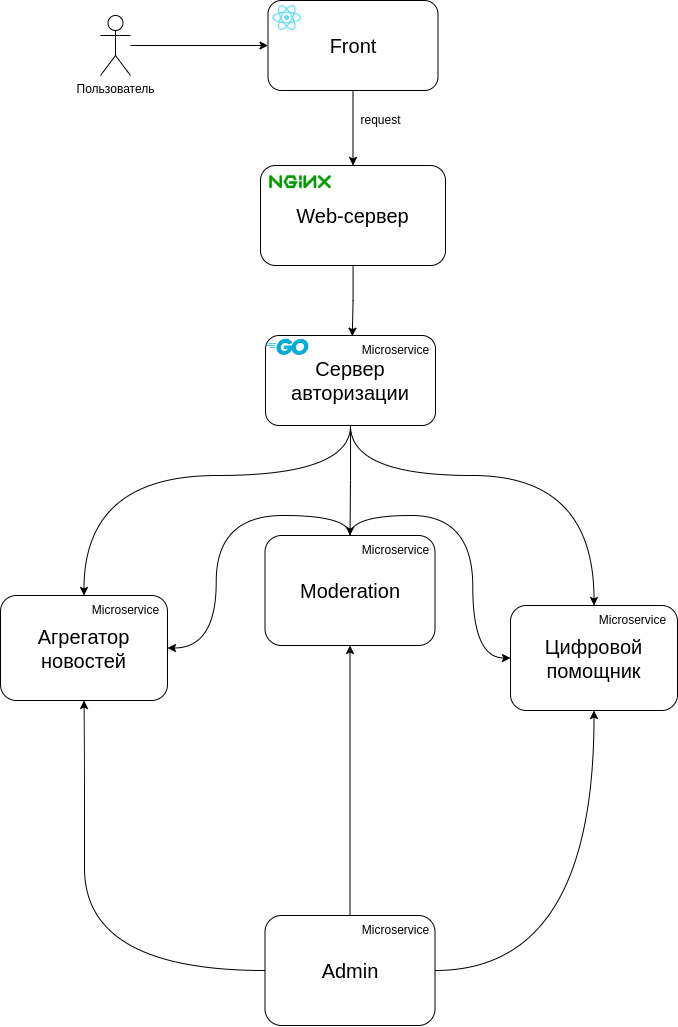 Front
Пользователь
request
NGINX
Web-сервер
GO
Microservice
Сервер
авторизации
Microservice
Moderation
Microservice
Агрегатор
новостей
Microservice
Цифровой
помощник
Microservice
Admin